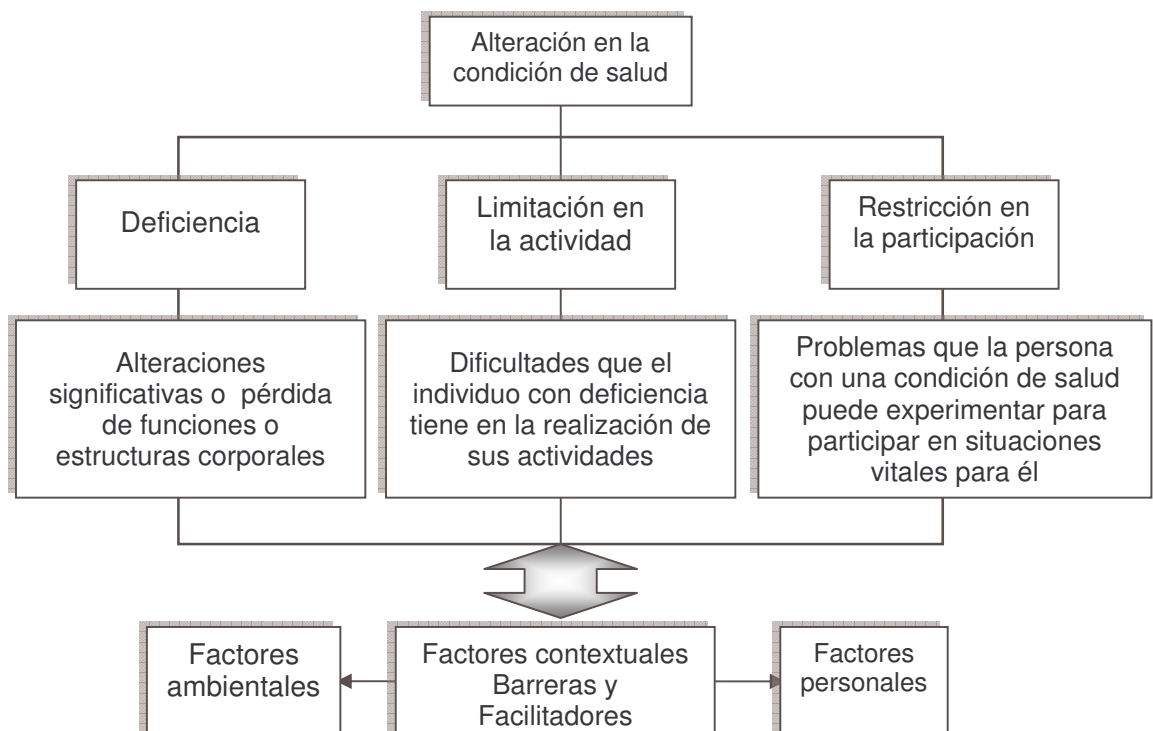 Alteración en la
condición de salud
Deficiencia
Limitación en
la actividad
Restricción en
la participación
Alteraciones
significativas o  pérdida
de funciones o
estructuras corporales
Dificultades que el
individuo con deficiencia
tiene en la realización de
sus actividades
Problemas que la persona
con una condición de salud
puede experimentar para
participar en situaciones
vitales para él
Factores
ambientales
Factores contextuales
Barreras y
Facilitadores
Factores
personales